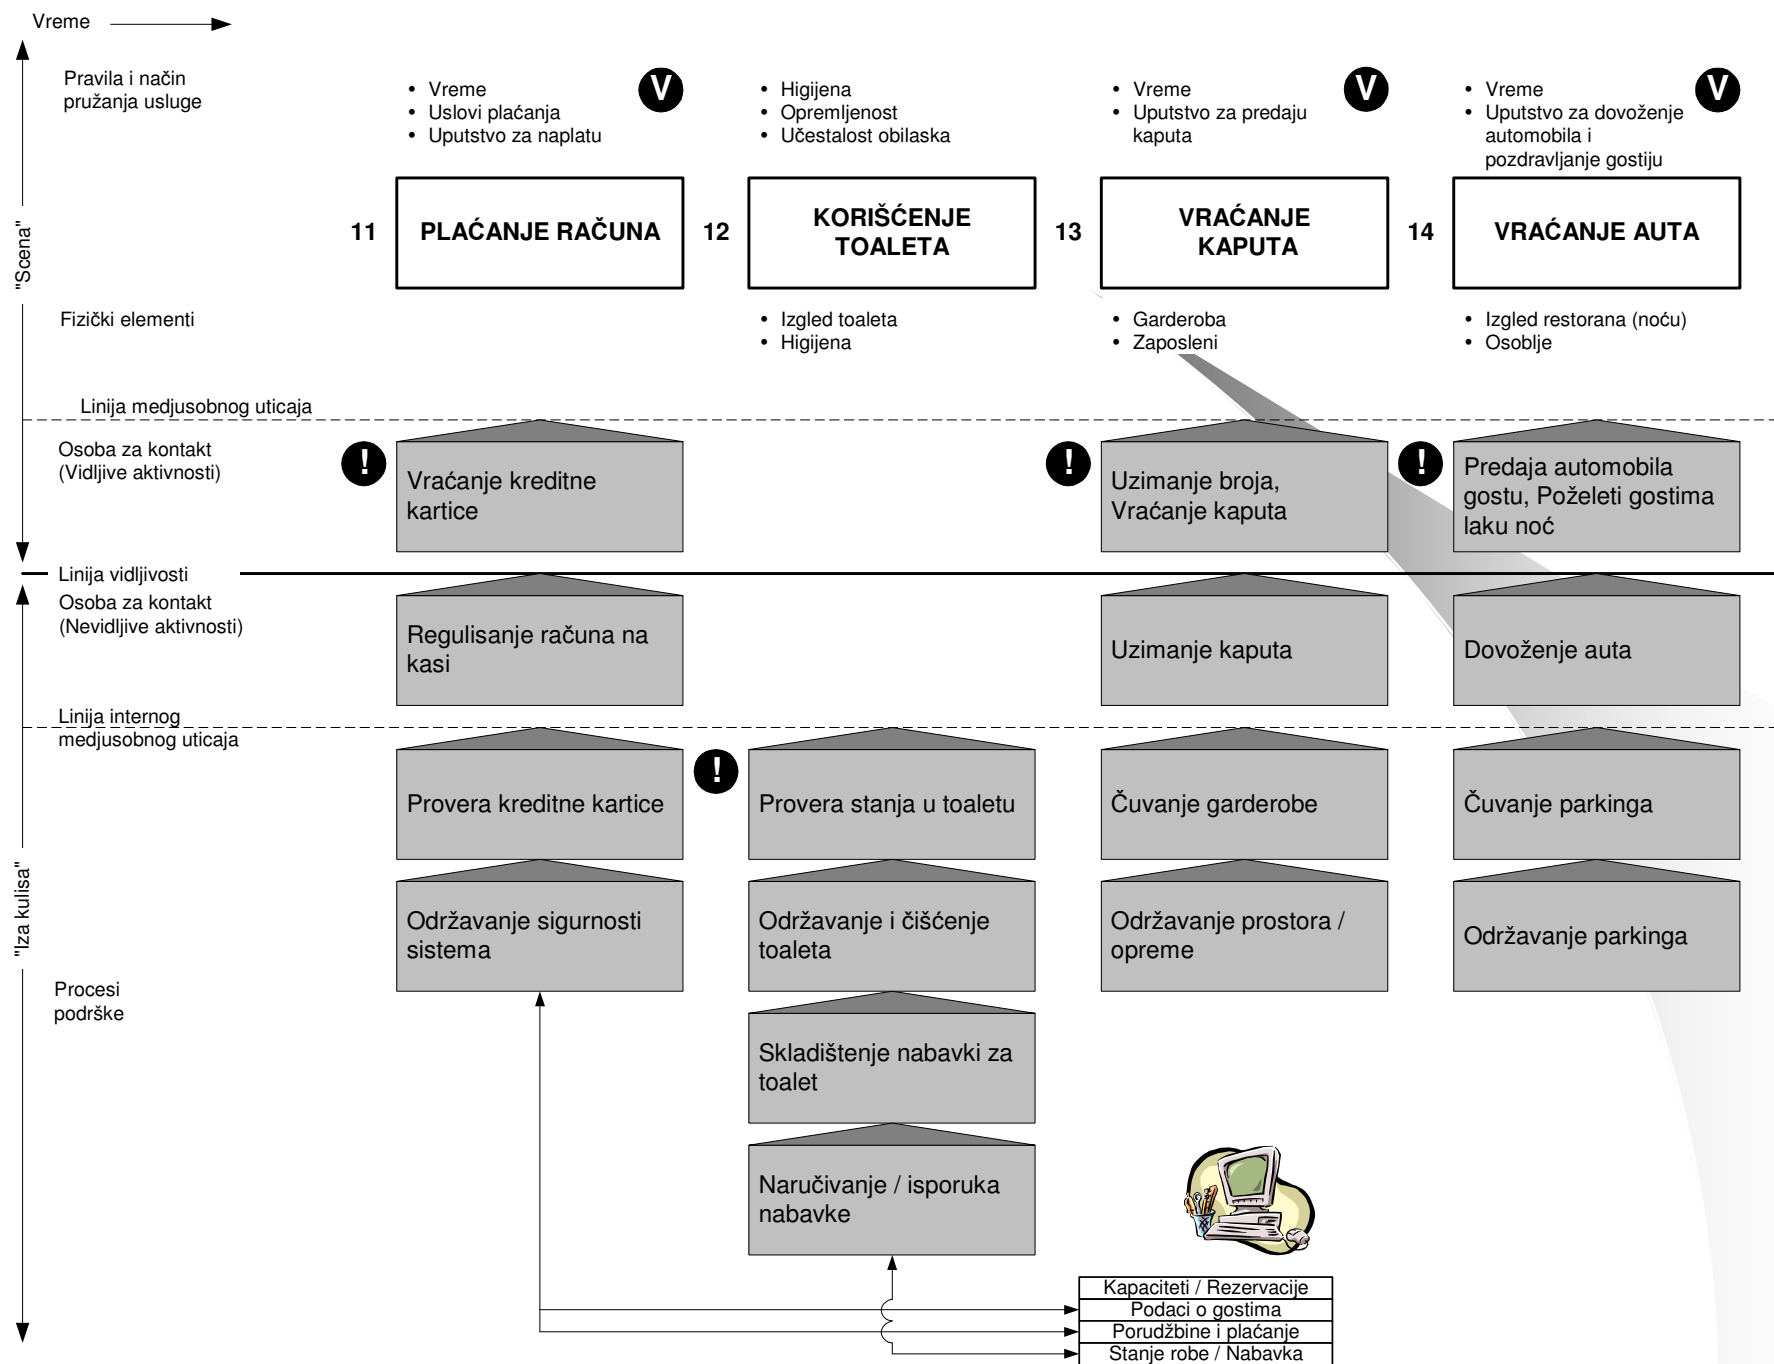 Vreme
Pravila i način
pružanja usluge
• Vreme
• Uslovi plaćanja
• Uputstvo za naplatu
V
• Higijena
• Opremljenost
• Učestalost obilaska
• Vreme
• Uputstvo za predaju
kaputa
V
• Vreme
• Uputstvo za dovoženje
automobila i
pozdravljanje gostiju
V
"Scena"
11
PLAĆANJE RAČUNA
12
KORIŠĆENJE
TOALETA
13
VRAĆANJE
KAPUTA
14
VRAĆANJE AUTA
Fizički elementi
• Izgled toaleta
• Higijena
• Garderoba
• Zaposleni
• Izgled restorana (noću)
• Osoblje
Linija medjusobnog uticaja
Osoba za kontakt
(Vidljive aktivnosti)
!
Vraćanje kreditne
kartice
!
Uzimanje broja,
Vraćanje kaputa
!
Predaja automobila
gostu, Poželeti gostima
laku noć
Linija vidljivosti
Osoba za kontakt
(Nevidljive aktivnosti)
Regulisanje računa na
kasi
Uzimanje kaputa
Dovoženje auta
Linija internog
medjusobnog uticaja
"Iza kulisa"
Provera kreditne kartice
!
Provera stanja u toaletu
Čuvanje garderobe
Čuvanje parkinga
Održavanje sigurnosti
sistema
Održavanje i čišćenje
toaleta
Održavanje prostora /
opreme
Održavanje parkinga
Procesi
podrške
Skladištenje nabavki za
toalet
Naručivanje / isporuka
nabavke
Kapaciteti / Rezervacije
Podaci o gostima
Porudžbine i plaćanje
Stanje robe / Nabavka